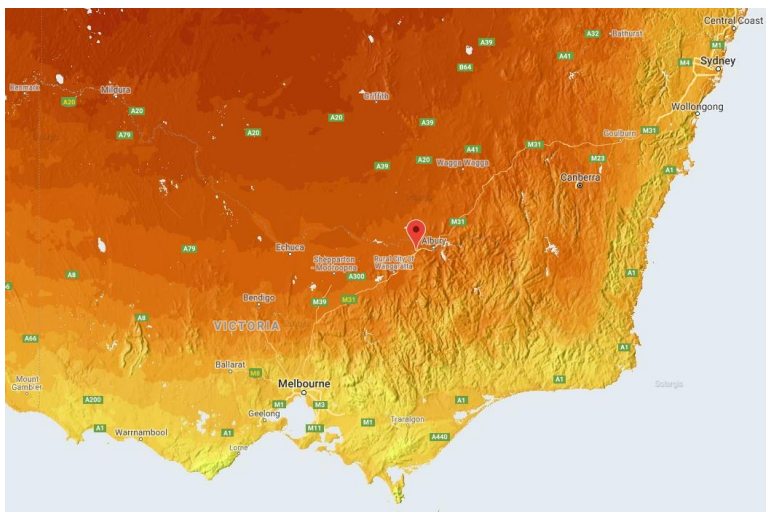 Central Coast
A32
Bathurst
A39
M1
A41
M4
Sydney
B64
Renmark
Mildura
Griffith
A20
A20
Wollongong
A20
A39
A79
A20
Goulburn
M31
M31
A41
A39
A20
Wagga Wagga
M23
A1
Canberra
M31
Albury
A79
Echuca
Shepparton
- Mooroopna
Rural City of
Wangaratta
A8
A300
A1
Bendigo
M39
M31
A8
VICTORIA
A66
A1
Ballarat
M8
Mount
Gambier
Melbourne
A1
A200
M1
M3
A1
Geelong
Traralgon
A1
Warrnambool
A1
M11
M1
A440
Lorne